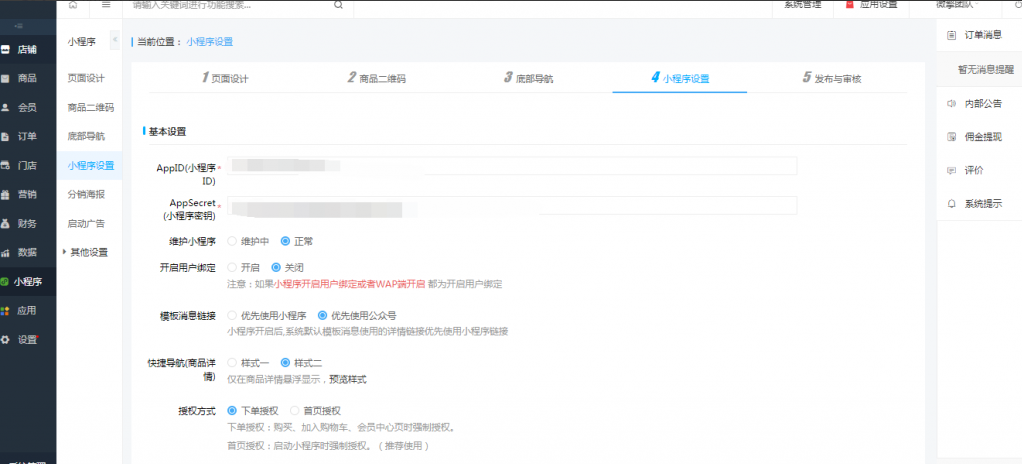 请输入关键词进行功能搜索...
系统管理
应用设置
微擎团队
店铺
商品
会员
订单
门店
营销
财务
数据
小程序
应用
设置
小程序
页面设计
商品二维码
底部导航
小程序设置
分销海报
启动广告
其他设置
当前位置： 小程序设置
1 页面设计
2 商品二维码
3 底部导航
4 小程序设置
5 发布与审核
基本设置
AppID(小程序*
ID)
AppSecret*
(小程序密钥)
维护小程序 维护中 正常
开启用户绑定 开启 关闭
注意：如果小程序开启用户绑定或者WAP端开启 都为开启用户绑定
模板消息链接 优先使用小程序 优先使用公众号
小程序开启后,系统默认模板消息使用的详情链接优先使用小程序链接
快捷导航(商品详
情)
样式一 样式二
仅在商品详情悬浮显示，预览样式
授权方式 下单授权 首页授权
下单授权：购买、加入购物车、会员中心页时强制授权。
首页授权：启动小程序时强制授权。（推荐使用）
订单消息
暂无消息提醒
内部公告
佣金提现
评价
系统提示